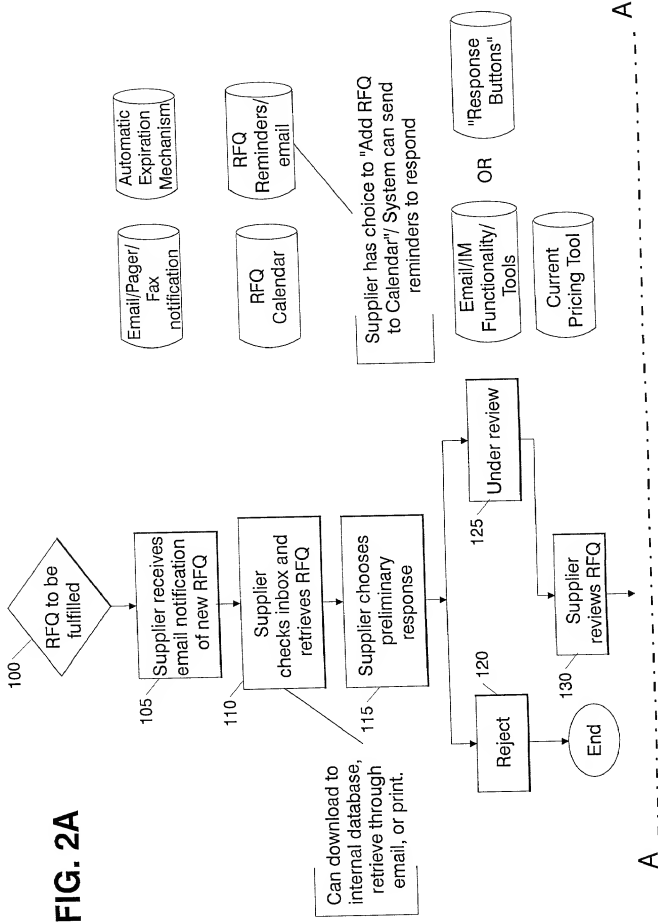 FIG. 2A
100
RFQ to be
fulfilled
105
Supplier receives
email notification
of new RFQ
110
Supplier
checks inbox and
retrieves RFQ
Can download to
internal database,
retrieve through
email, or print.
115
Supplier chooses
preliminary
response
120
Reject
End
125
Under review
130
Supplier
reviews RFQ
Email/Pager/
Fax
notification
Automatic
Expiration
Mechanism
RFQ
Calendar
RFQ
Reminders/
email
Supplier has choice to "Add RFQ
to Calendar"/ System can send
reminders to respond
Email/IM
Functionality/
Tools
OR
"Response
Buttons"
Current
Pricing Tool
A
A